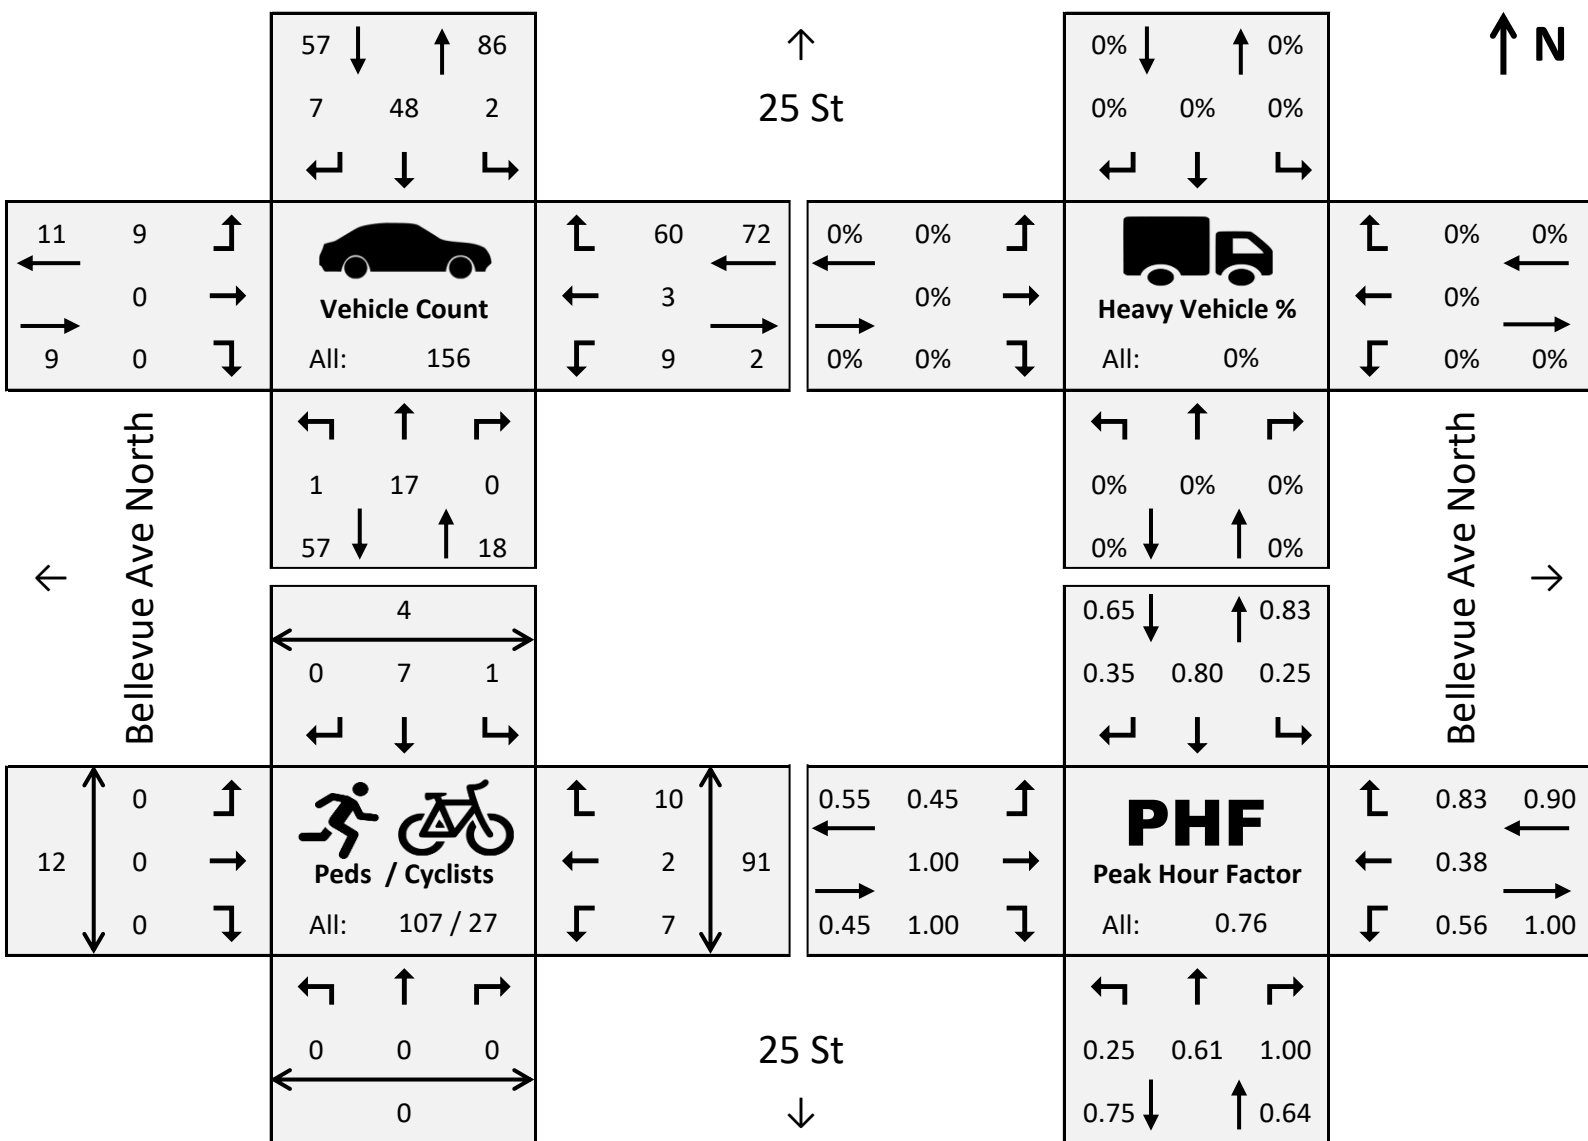 57 86 0% 0% N
25 St
7 48 2 0% 0% 0%
11 9 60 72 0% 0% 0% 0%
0 3 0% 0%
Vehicle Count Heavy Vehicle %
9 0 All: 156 9 2 0% 0% All: 0% 0% 0%
1 17 0 0% 0% 0%
57 18 0% 0%
Bellevue Ave North
Bellevue Ave North
4 0.65 0.83
0 7 1 0.35 0.80 0.25
0 10 0.55 0.45 PHF 0.83 0.90
12 0 2 91 1.00 0.38
Peds / Cyclists Peak Hour Factor
0 All: 107 / 27 7 0.45 1.00 All: 0.76 0.56 1.00
0 0 0 25 St 0.25 0.61 1.00
0 0.75 0.64